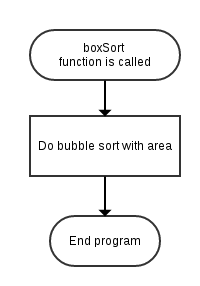 boxSort
function is called
Do bubble sort with area
End program